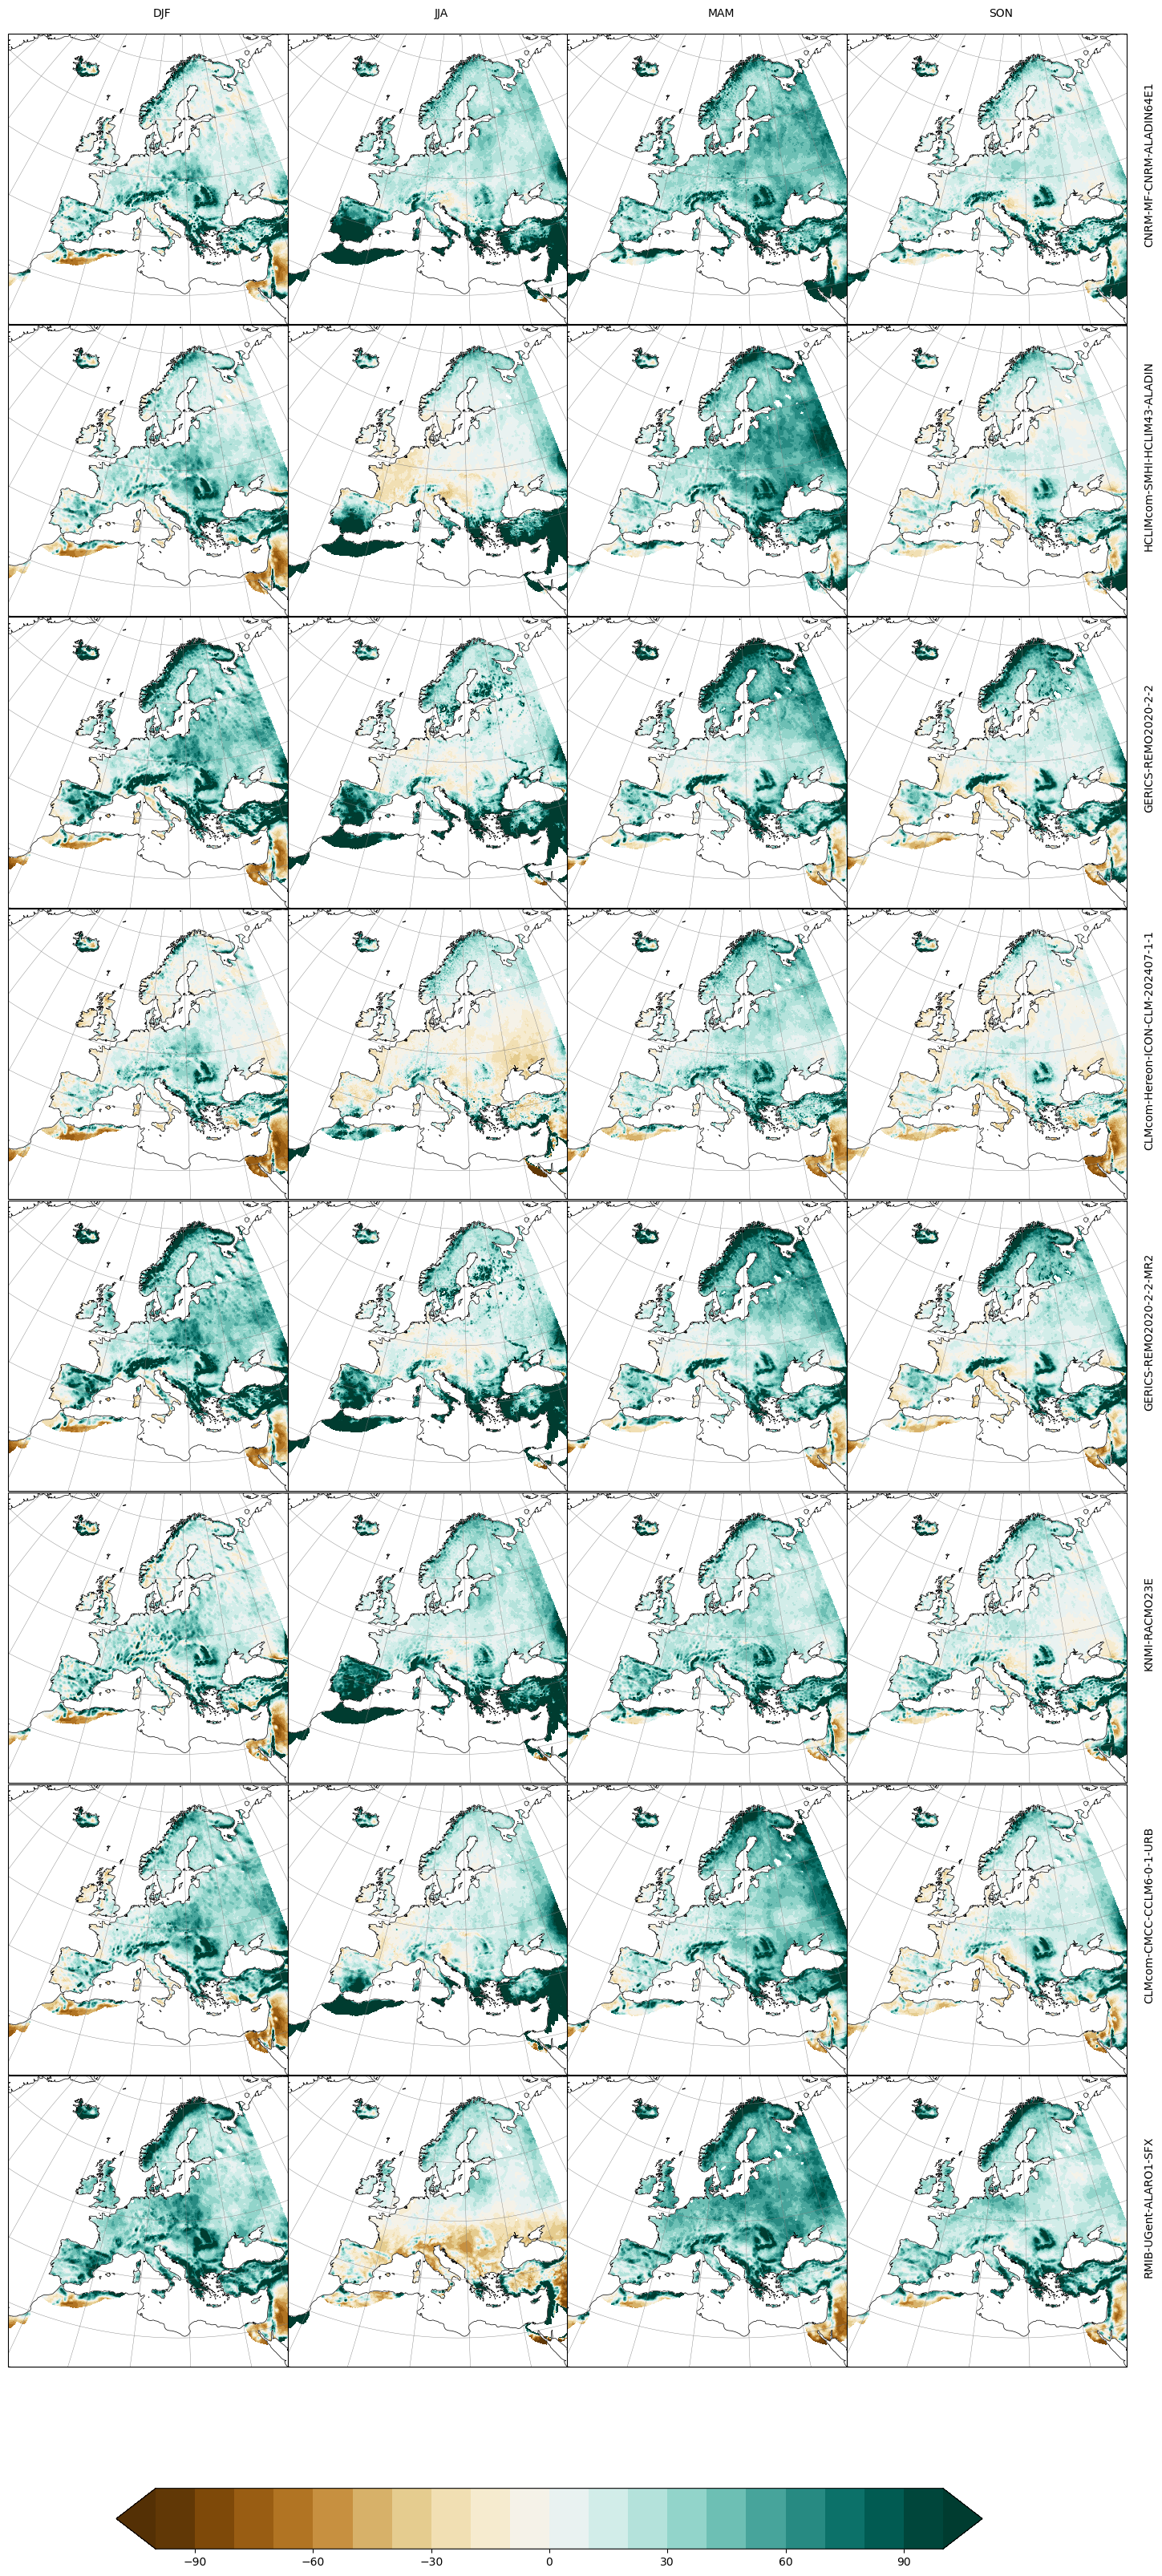 DJF
JJA
MAM
SON
CNRM-MF-CNRM-ALADIN64E1
HCLIMcom-SMHI-HCLIM43-ALADIN
GERICS-REMO2020-2-2
CLMcom-Hereon-ICON-CLM-202407-1-1
GERICS-REMO2020-2-2-MR2
KNMI-RACMO23E
CLMcom-CMCC-CCLM6-0-1-URB
RMIB-UGent-ALARO1-SFX
−90
−60
−30
0
30
60
90